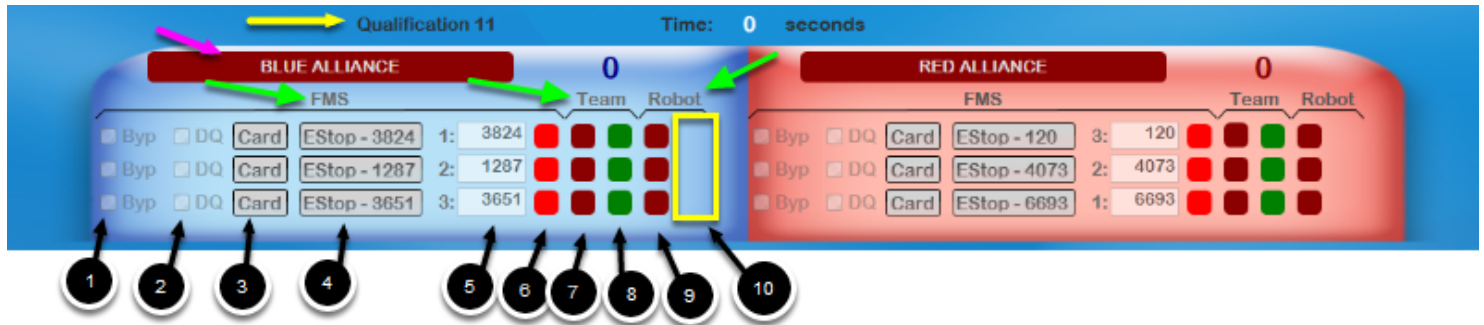 Qualification 11 Time: 0 seconds
BLUE ALLIANCE 0 RED ALLIANCE 0
FMS Team Robot FMS Team Robot
Byp DQ Card EStop - 3824 1: 3824 Byp DQ Card EStop - 120 3: 120
Byp DQ Card EStop - 1287 2: 1287 Byp DQ Card EStop - 4073 2: 4073
Byp DQ Card EStop - 3651 3: 3651 Byp DQ Card EStop - 6693 1: 6693
1 2 3 4 5 6 7 8 9 10